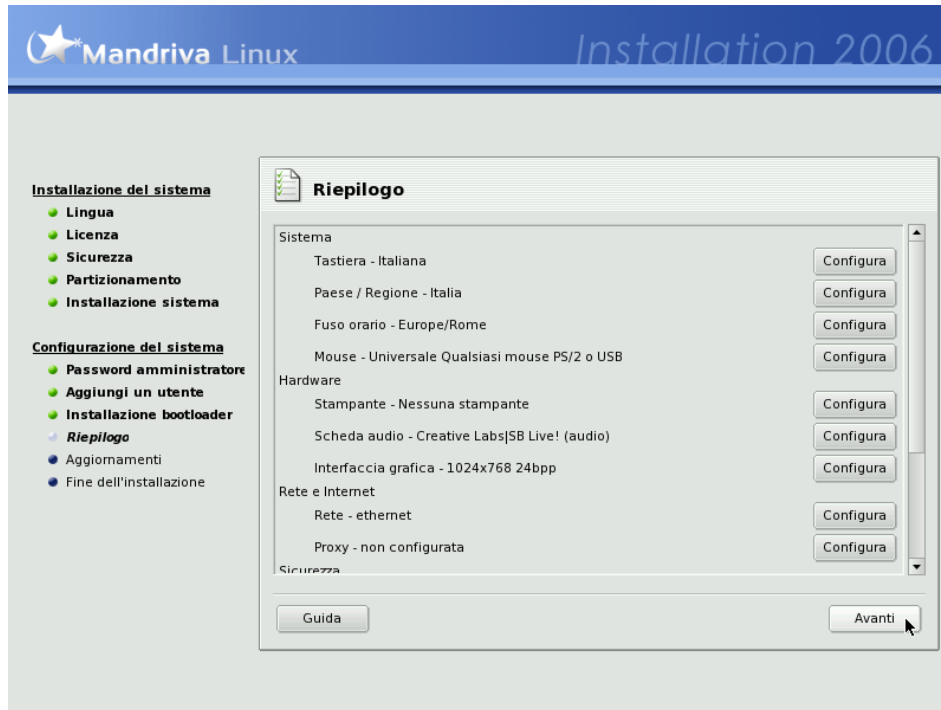 Mandriva Linux
Installation 2006
Installazione del sistema
Lingua
Licenza
Sicurezza
Partizionamento
Installazione sistema
Configurazione del sistema
Password amministratore
Aggiungi un utente
Installazione bootloader
Riepilogo
Aggiornamenti
Fine dell'installazione
Riepilogo
Sistema
Tastiera - Italiana Configura
Paese / Regione - Italia Configura
Fuso orario - Europe/Rome Configura
Mouse - Universale Qualsiasi mouse PS/2 o USB Configura
Hardware
Stampante - Nessuna stampante Configura
Scheda audio - Creative Labs|SB Live! (audio) Configura
Interfaccia grafica - 1024x768 24bpp Configura
Rete e Internet
Rete - ethernet Configura
Proxy - non configurata Configura
Sicurezza
Guida Avanti